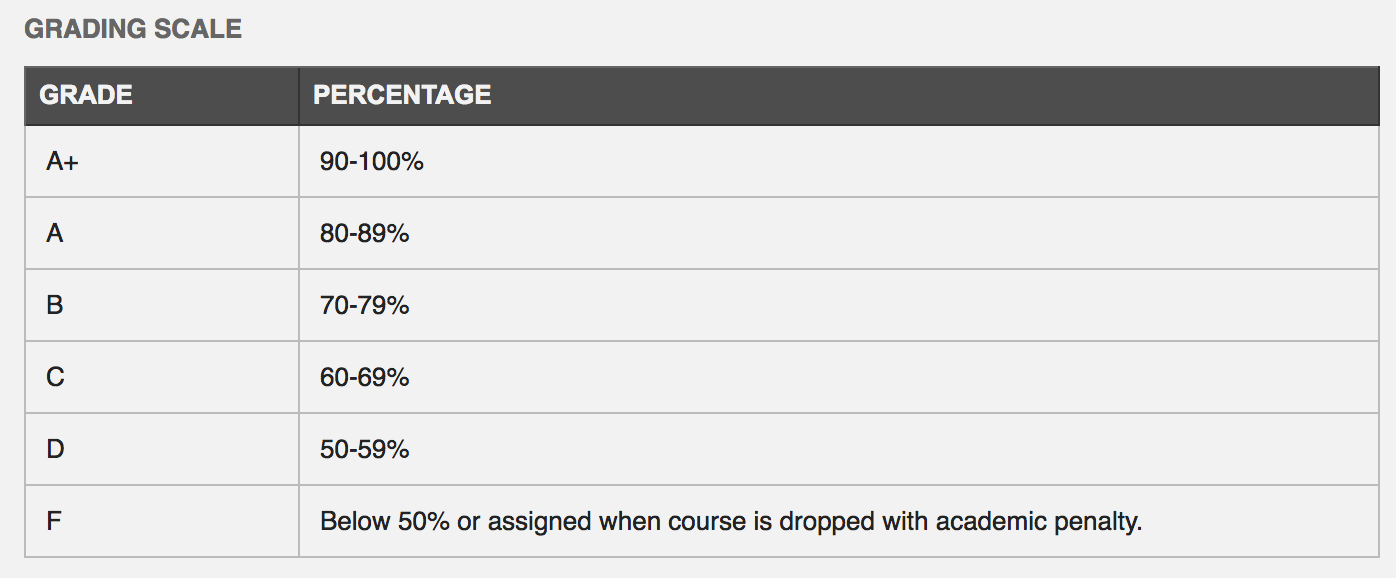 GRADING SCALE
GRADE PERCENTAGE
A+ 90-100%
A 80-89%
B 70-79%
C 60-69%
D 50-59%
F Below 50% or assigned when course is dropped with academic penalty.